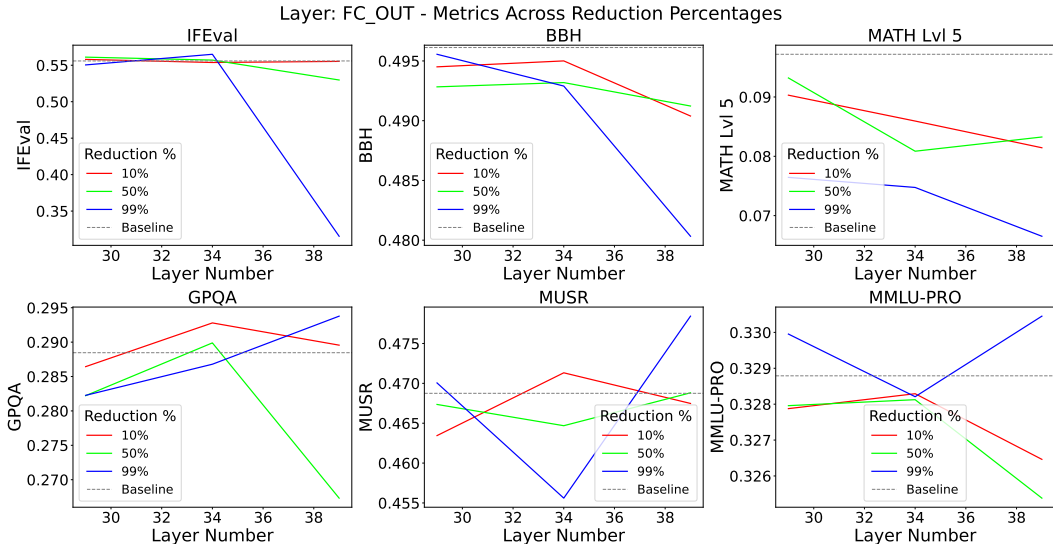 Layer: FC_OUT - Metrics Across Reduction Percentages
IFEval
IFEval
0.55
0.50
0.45
0.40
0.35
Reduction %
10%
50%
99%
Baseline
30 32 34 36 38
Layer Number
BBH
BBH
0.495
0.490
0.485
0.480
Reduction %
10%
50%
99%
Baseline
30 32 34 36 38
Layer Number
MATH Lvl 5
MATH Lvl 5
0.09
0.08
0.07
Reduction %
10%
50%
99%
Baseline
30 32 34 36 38
Layer Number
GPQA
GPQA
0.295
0.290
0.285
0.280
0.275
0.270
Reduction %
10%
50%
99%
Baseline
30 32 34 36 38
Layer Number
MUSR
MUSR
0.475
0.470
0.465
0.460
0.455
Reduction %
10%
50%
99%
Baseline
30 32 34 36 38
Layer Number
MMLU-PRO
MMLU-PRO
0.330
0.329
0.328
0.327
0.326
Reduction %
10%
50%
99%
Baseline
30 32 34 36 38
Layer Number